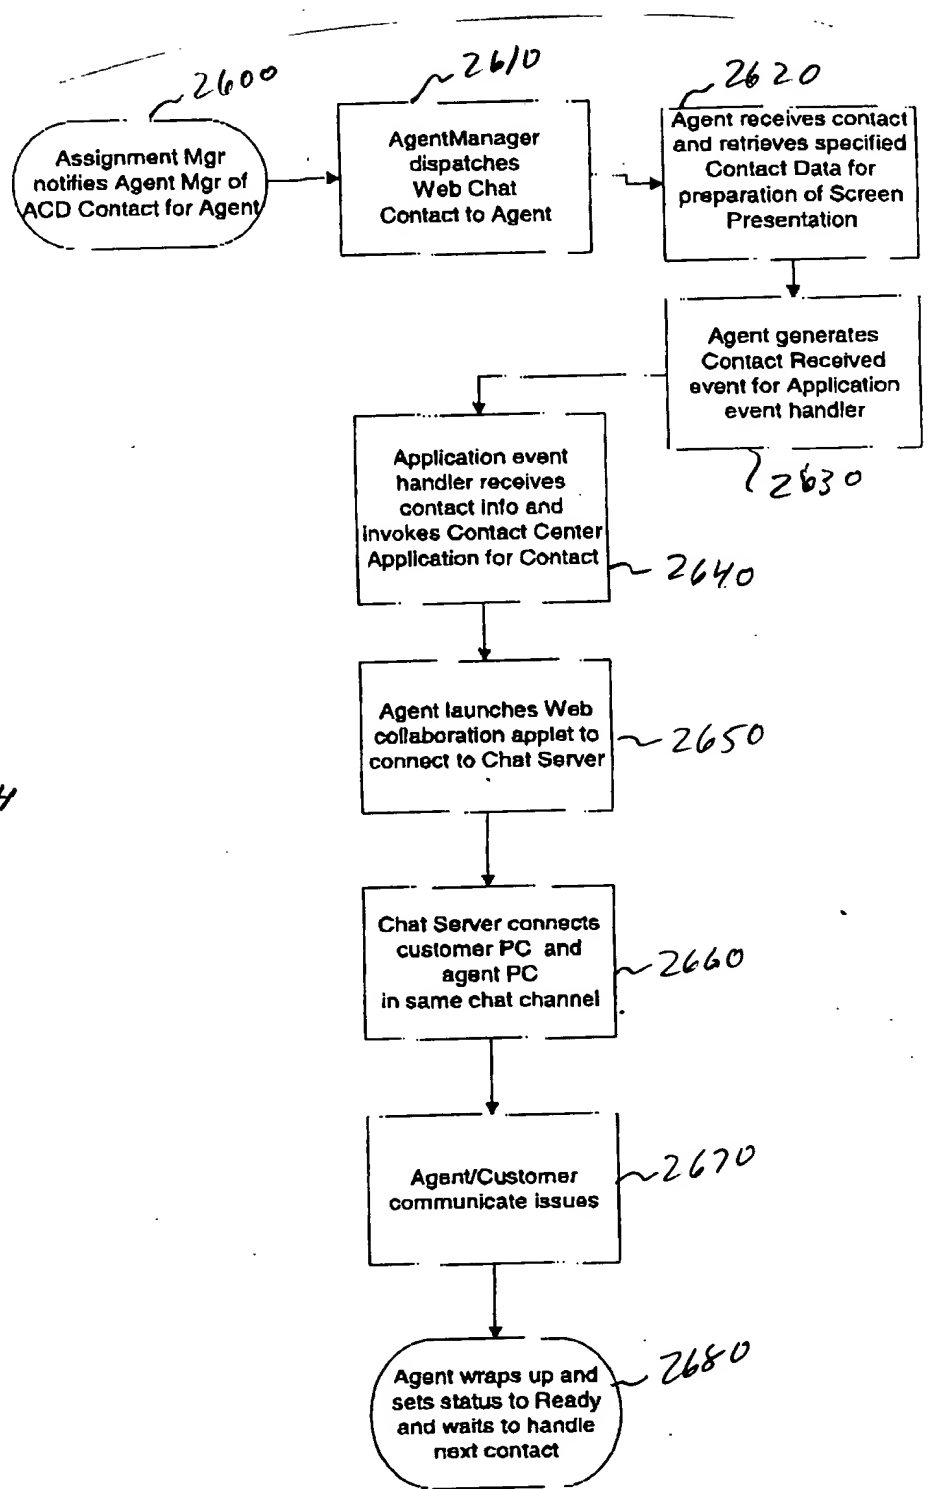 2600
Assignment Mgr
notifies Agent Mgr of
ACD Contact for Agent
2610
AgentManager
dispatches
Web Chat
Contact to Agent
2620
Agent receives contact
and retrieves specified
Contact Data for
preparation of Screen
Presentation
Agent generates
Contact Received
event for Application
event handler
2630
Application event
handler receives
contact info and
invokes Contact Center
Application for Contact
2640
Agent launches Web
collaboration applet to
connect to Chat Server
2650
Chat Server connects
customer PC and
agent PC
in same chat channel
2660
Agent/Customer
communicate issues
2670
Agent wraps up and
sets status to Ready
and waits to handle
next contact
2680